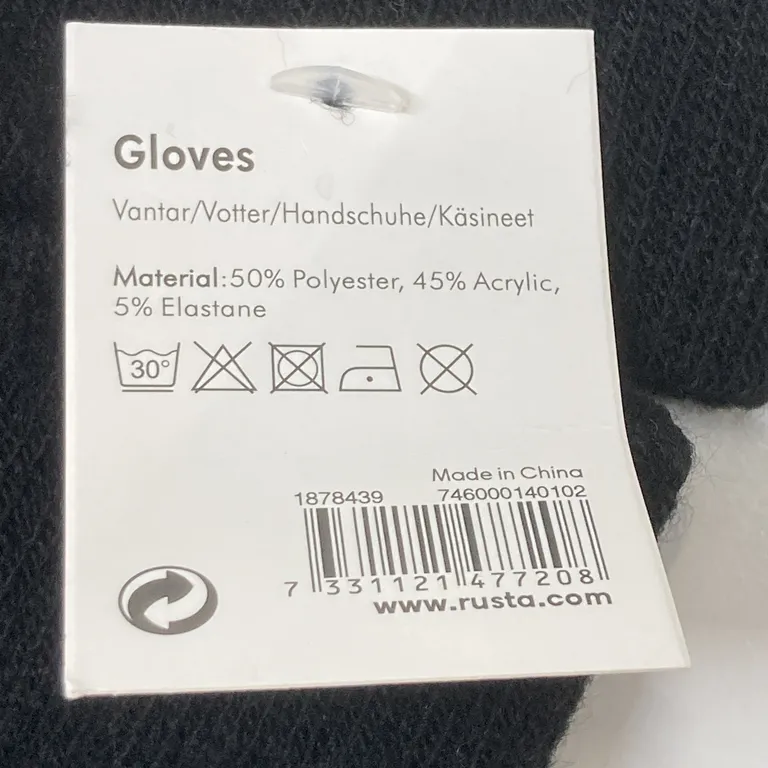 Gloves
Vantar/Votter/Handschuhe/Käsineet
Material:50% Polyester, 45% Acrylic,
5% Elastane
30°
Made in China
1878439 746000140102
7 331121 477208
www.rusta.com